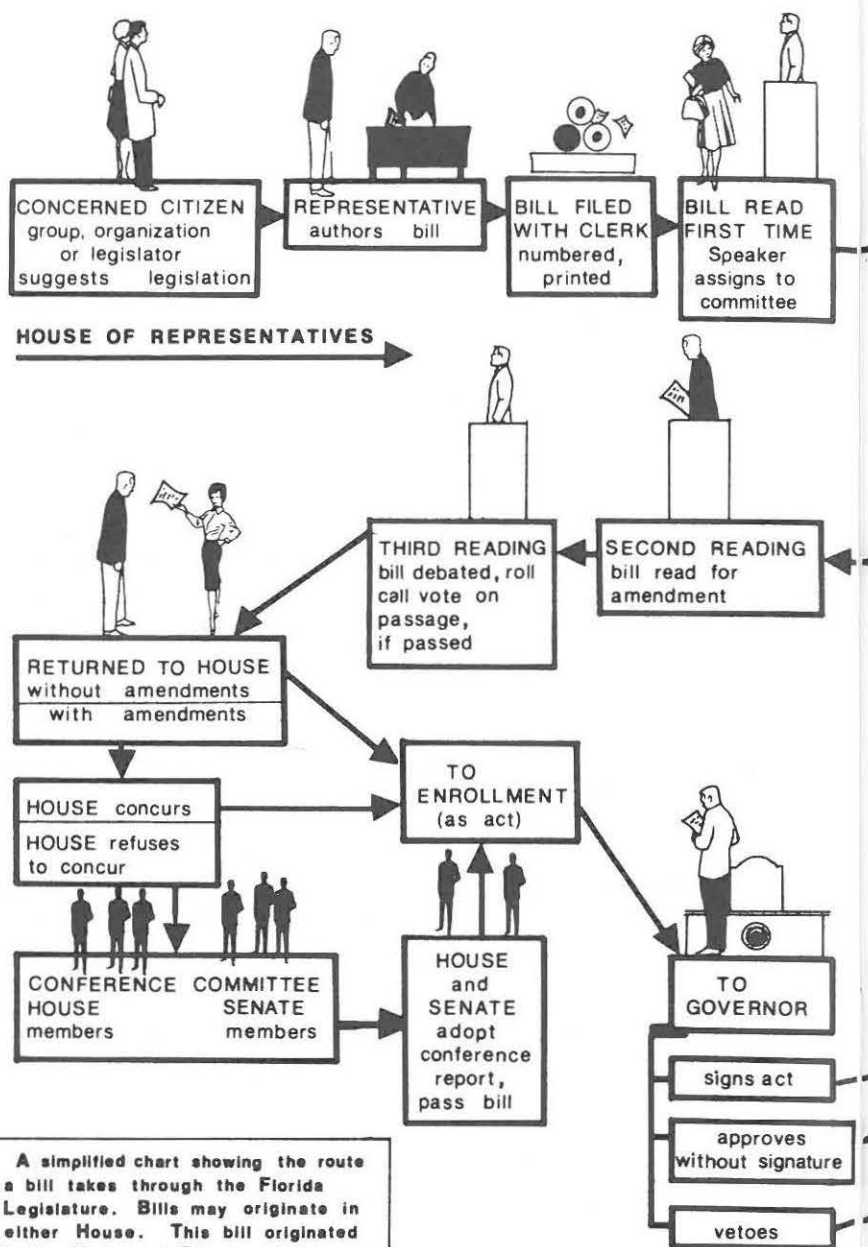 CONCERNED CITIZEN
group, organization
or legislator
suggests legislation
REPRESENTATIVE
authors bill
BILL FILED
WITH CLERK
numbered,
printed
BILL READ
FIRST TIME
Speaker
assigns to
committee
HOUSE OF REPRESENTATIVES
THIRD READING
bill debated, roll
call vote on
passage,
if passed
SECOND READING
bill read for
amendment
RETURNED TO HOUSE
without amendments
with amendments
HOUSE concurs
HOUSE refuses
to concur
TO
ENROLLMENT
(as act)
CONFERENCE COMMITTEE
HOUSE SENATE
members members
HOUSE
and
SENATE
adopt
conference
report,
pass bill
TO
GOVERNOR
signs act
approves
without signature
vetoes
A simplified chart showing the route
a bill takes through the Florida
Legislature. Bills may originate in
either House. This bill originated